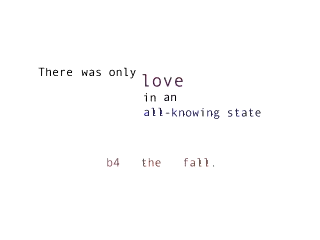 There was only
love
in an
all-knowing state
b4 the fall.